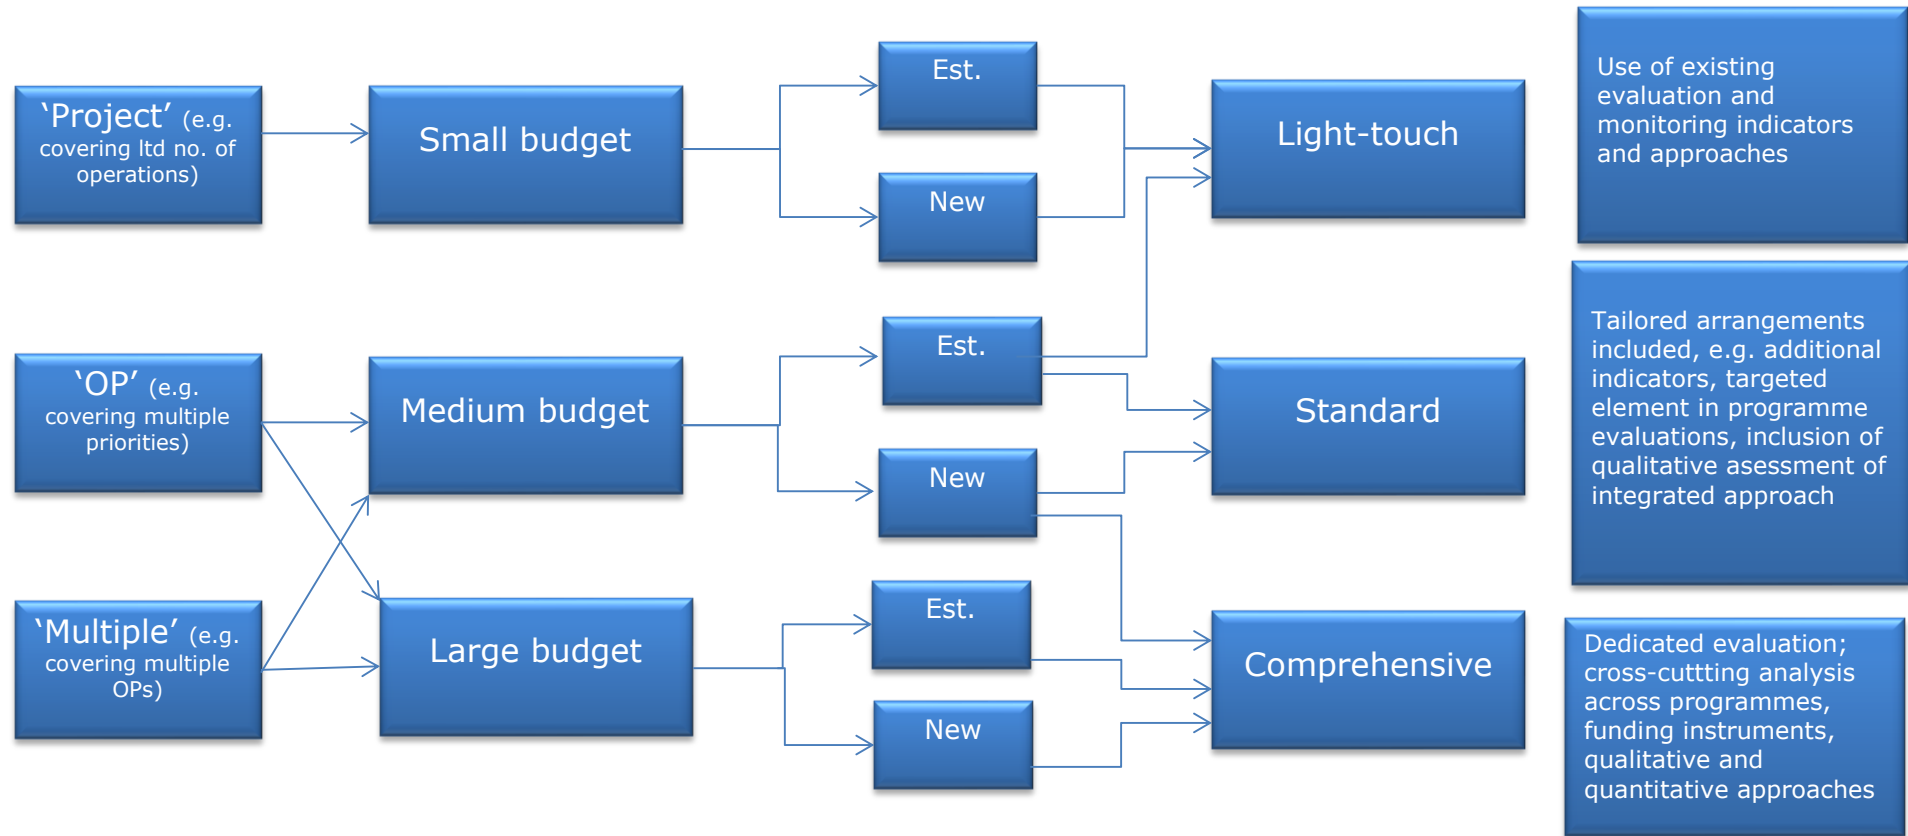 ‘Project’ (e.g.
covering ltd no. of
operations)
Small budget
Est.
New
Light-touch
Use of existing
evaluation and
monitoring indicators
and approaches
‘OP’ (e.g.
covering multiple
priorities)
Medium budget
Est.
New
Standard
Tailored arrangements
included, e.g. additional
indicators, targeted
element in programme
evaluations, inclusion of
qualitative asessment of
integrated approach
‘Multiple’ (e.g.
covering multiple
OPs)
Large budget
Est.
New
Comprehensive
Dedicated evaluation;
cross-cuttting analysis
across programmes,
funding instruments,
qualitative and
quantitative approaches